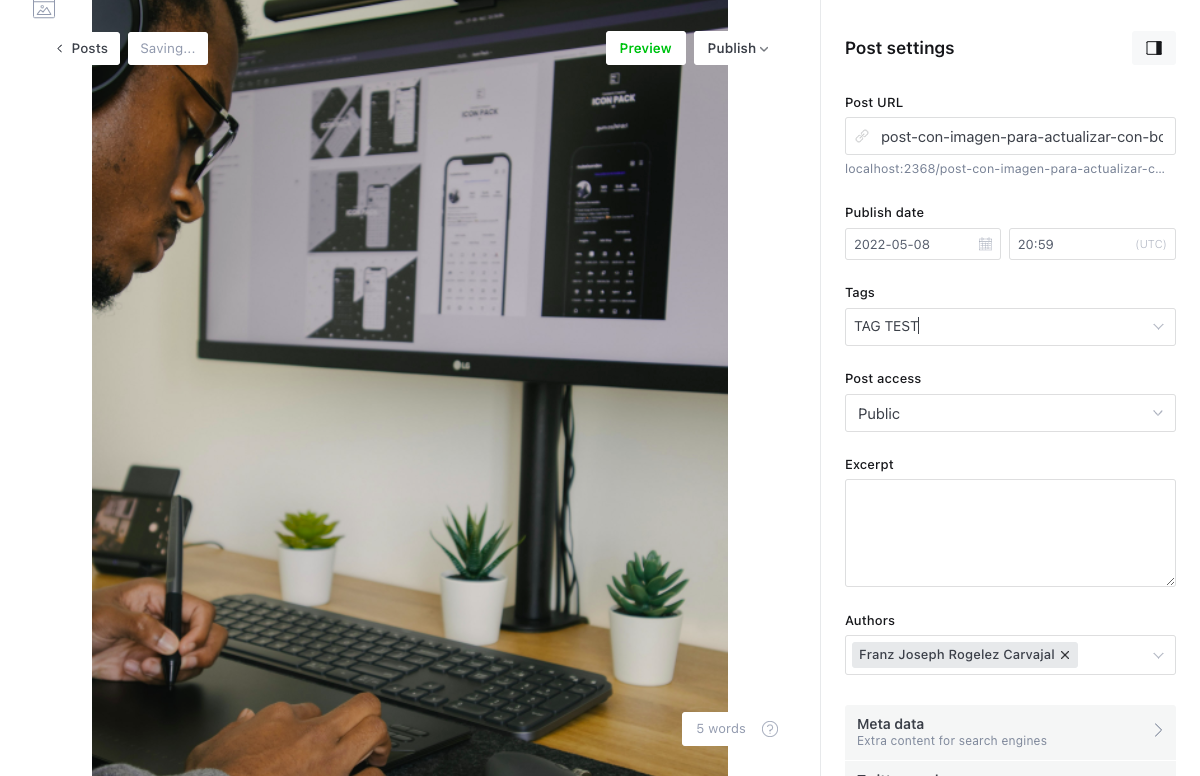 Posts
Saving...
Preview
Publish
ICON PACK
ICON PACK
LG
5 words
?
Post settings
Post URL
post-con-imagen-para-actualizar-con-bo
localhost:2368/post-con-imagen-para-actualizar-c...
Publish date
2022-05-08
20:59
(UTC)
Tags
TAG TEST
Post access
Public
Excerpt
Authors
Franz Joseph Rogelez Carvajal ×
Meta data
Extra content for search engines